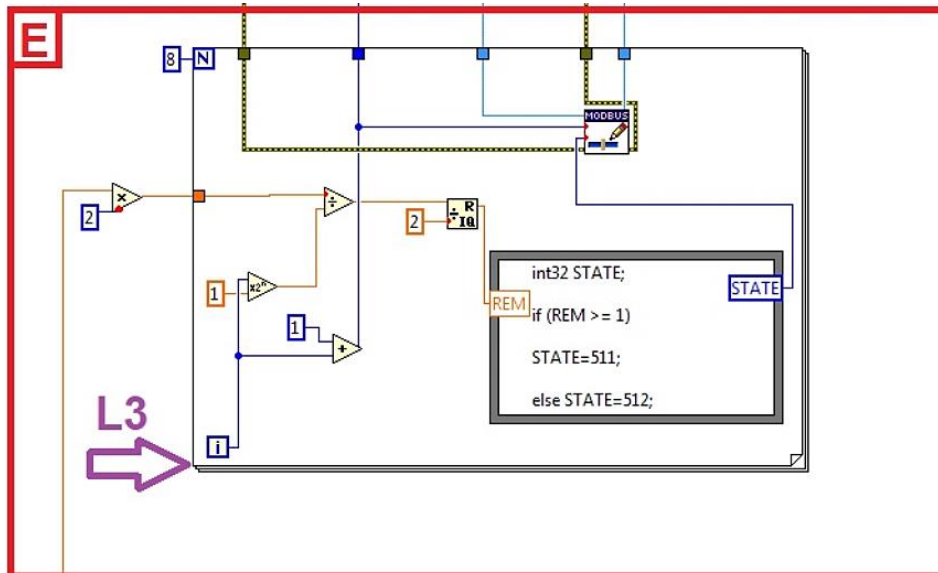 E
8
N
MODBUS
×
2
÷
2
R
÷
IQ
int32 STATE;
STATE
1
x2ⁿ
REM
if (REM >= 1)
1
+
STATE=511;
else STATE=512;
L3
i